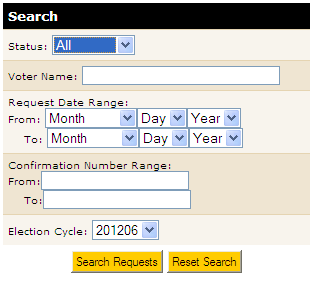 Search
Status: All
Voter Name:
Request Date Range:
From: Month Day Year
To: Month Day Year
Confirmation Number Range:
From:
To:
Election Cycle: 201206
Search Requests Reset Search